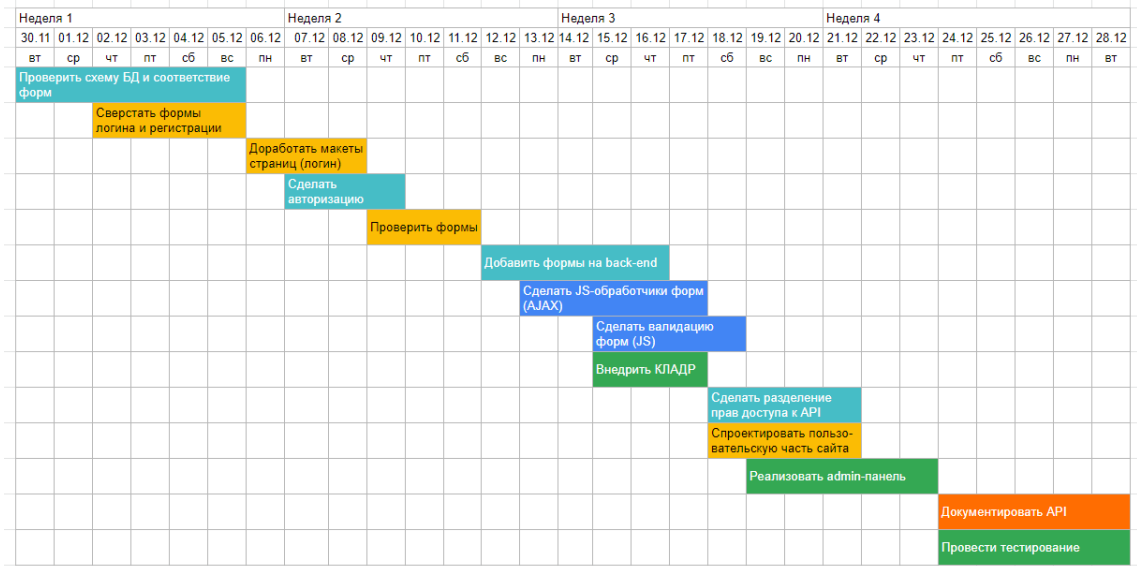 Неделя 1 Неделя 2 Неделя 3 Неделя 4
30.11 01.12 02.12 03.12 04.12 05.12 06.12 07.12 08.12 09.12 10.12 11.12 12.12 13.12 14.12 15.12 16.12 17.12 18.12 19.12 20.12 21.12 22.12 23.12 24.12 25.12 26.12 27.12 28.12
вт ср чт пт сб вс пн вт ср чт пт сб вс пн вт ср чт пт сб вс пн вт ср чт пт сб вс пн вт
Проверить схему БД и соответствие
форм
Сверстать формы
логина и регистрации
Доработать макеты
страниц (логин)
Сделать
авторизацию
Проверить формы
Добавить формы на back-end
Сделать JS-обработчики форм
(AJAX)
Сделать валидацию
форм (JS)
Внедрить КЛАДР
Сделать разделение
прав доступа к API
Спроектировать пользо-
вательскую часть сайта
Реализовать admin-панель
Документировать API
Провести тестирование